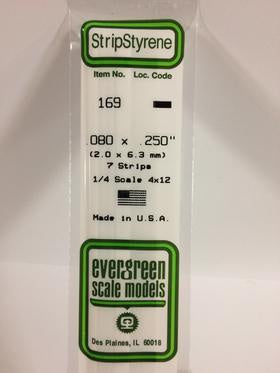 StripStyrene
Item No. Loc. Code
169
.080 x .250"
(2.0 x 6.3 mm)
7 Strips
1/4 Scale 4x12
Made in U.S.A.
evergreen
scale models
Des Plaines, IL 60018